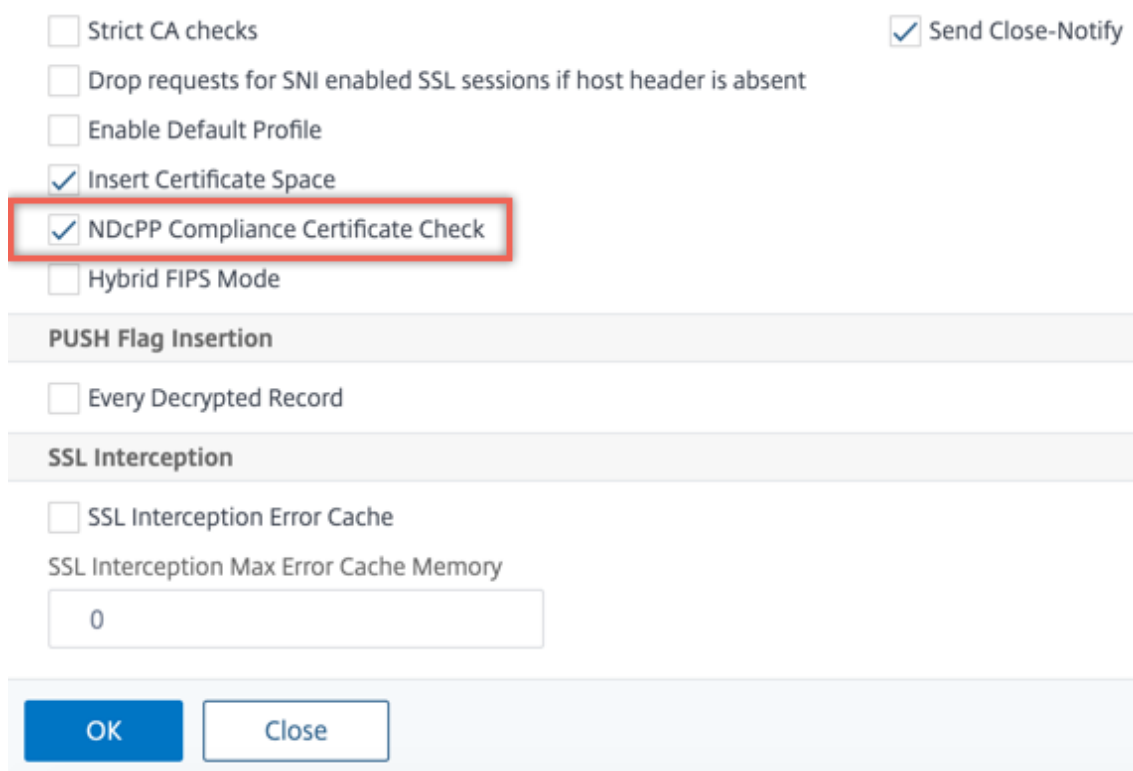 Strict CA checks
Send Close-Notify
Drop requests for SNI enabled SSL sessions if host header is absent
Enable Default Profile
Insert Certificate Space
NDcPP Compliance Certificate Check
Hybrid FIPS Mode
PUSH Flag Insertion
Every Decrypted Record
SSL Interception
SSL Interception Error Cache
SSL Interception Max Error Cache Memory
0
OK
Close